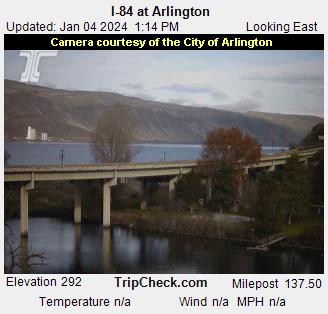 I-84 at Arlington
Updated: Jan 04 2024 1:14 PM Looking East
Camera courtesy of the City of Arlington
Elevation 292 TripCheck.com Milepost 137.50
Temperature n/a Wind n/a MPH n/a